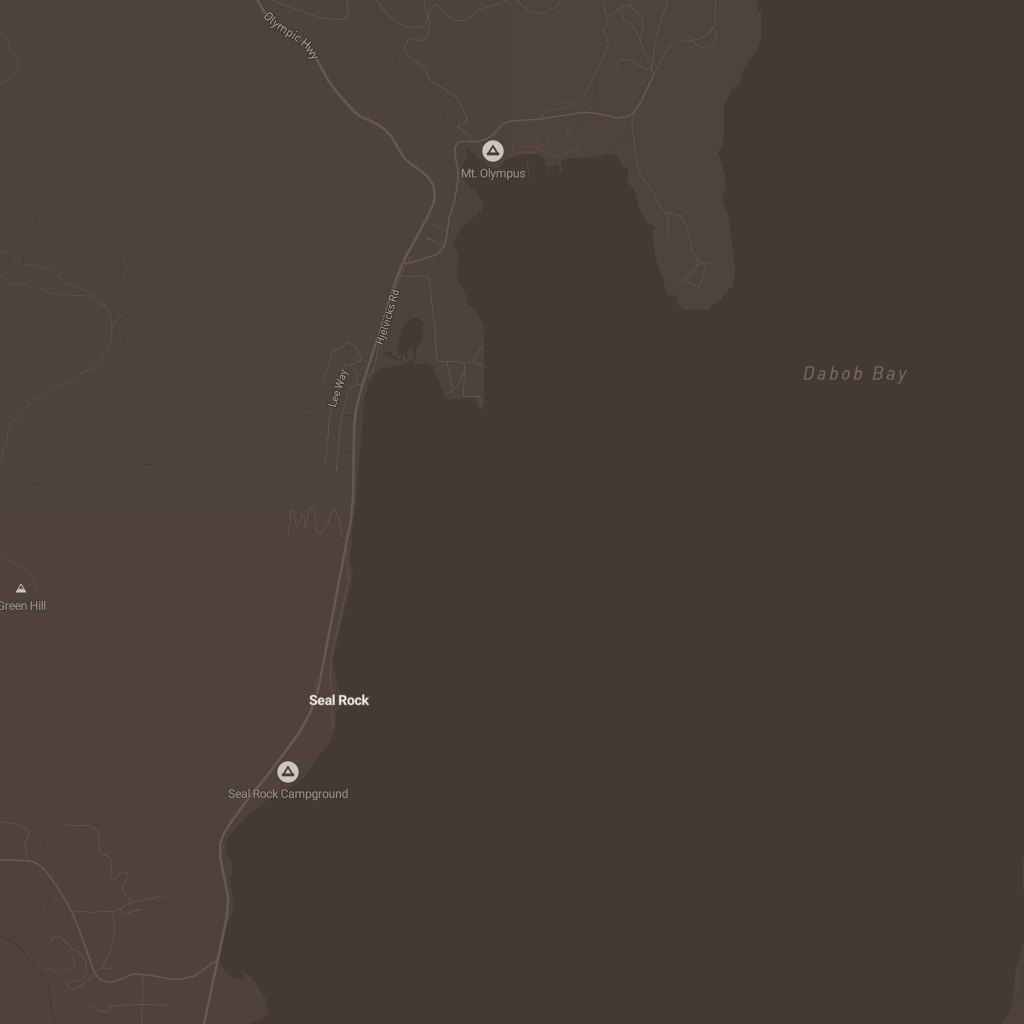 Olympic Hwy
Mt. Olympus
Hjelvicks Rd
Dabob Bay
Lee Way
Green Hill
Seal Rock
Seal Rock Campground